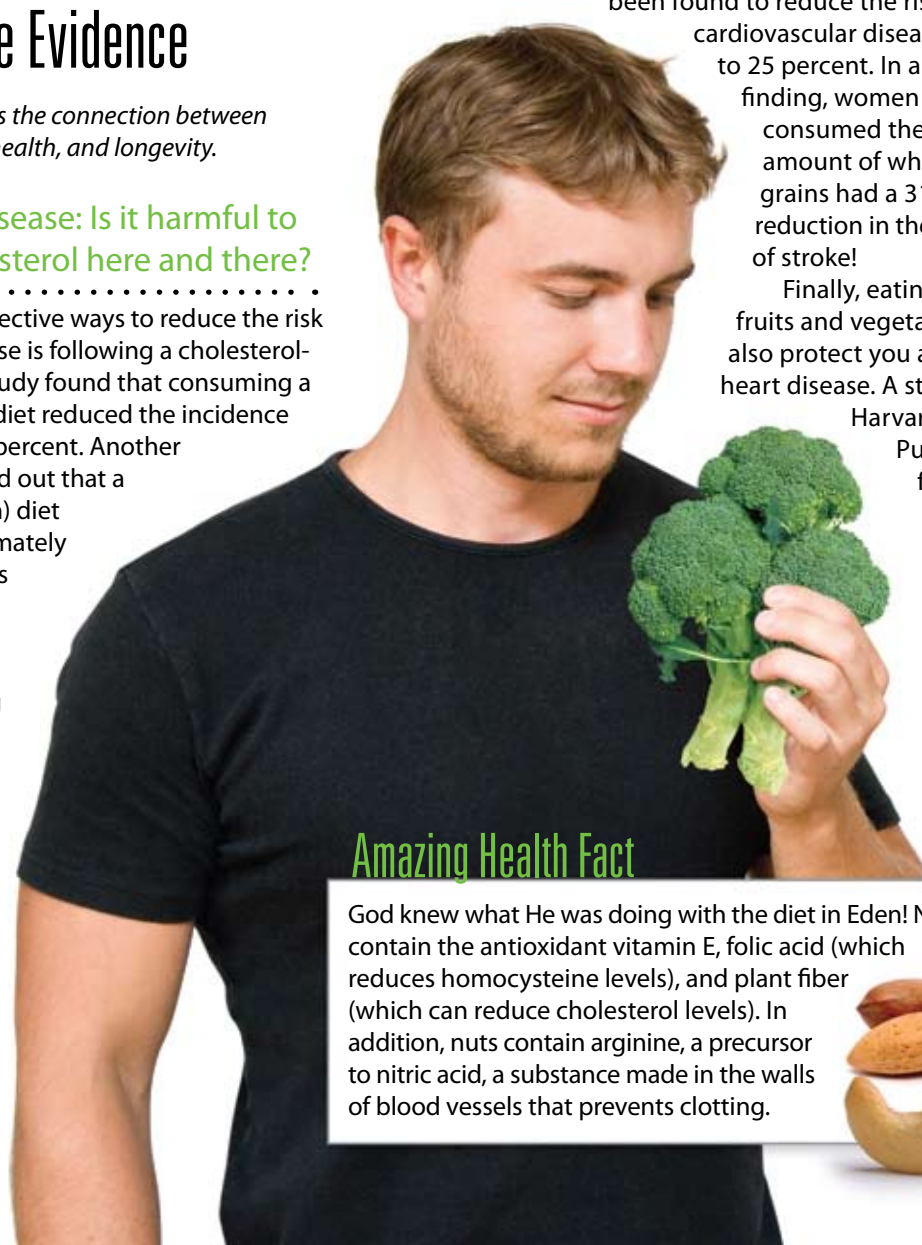 Evidence
s the connection between
ealth, and longevity.
sease: Is it harmful to
sterol here and there?
ective ways to reduce the risk
se is following a cholesterol-
udy found that consuming a
diet reduced the incidence
percent. Another
d out that a
) diet
mately
s
been found to reduce the
cardiovascular disea
to 25 percent. In a
finding, women
consumed the
amount of wh
grains had a
reduction in the
of stroke!
Finally, eatin
fruits and vegeta
also protect you a
heart disease. A st
Harvar
Pu
f
Amazing Health Fact
God knew what He was doing with the diet in Eden! N
contain the antioxidant vitamin E, folic acid (which
reduces homocysteine levels), and plant fiber
(which can reduce cholesterol levels). In
addition, nuts contain arginine, a precursor
to nitric acid, a substance made in the walls
of blood vessels that prevents clotting.